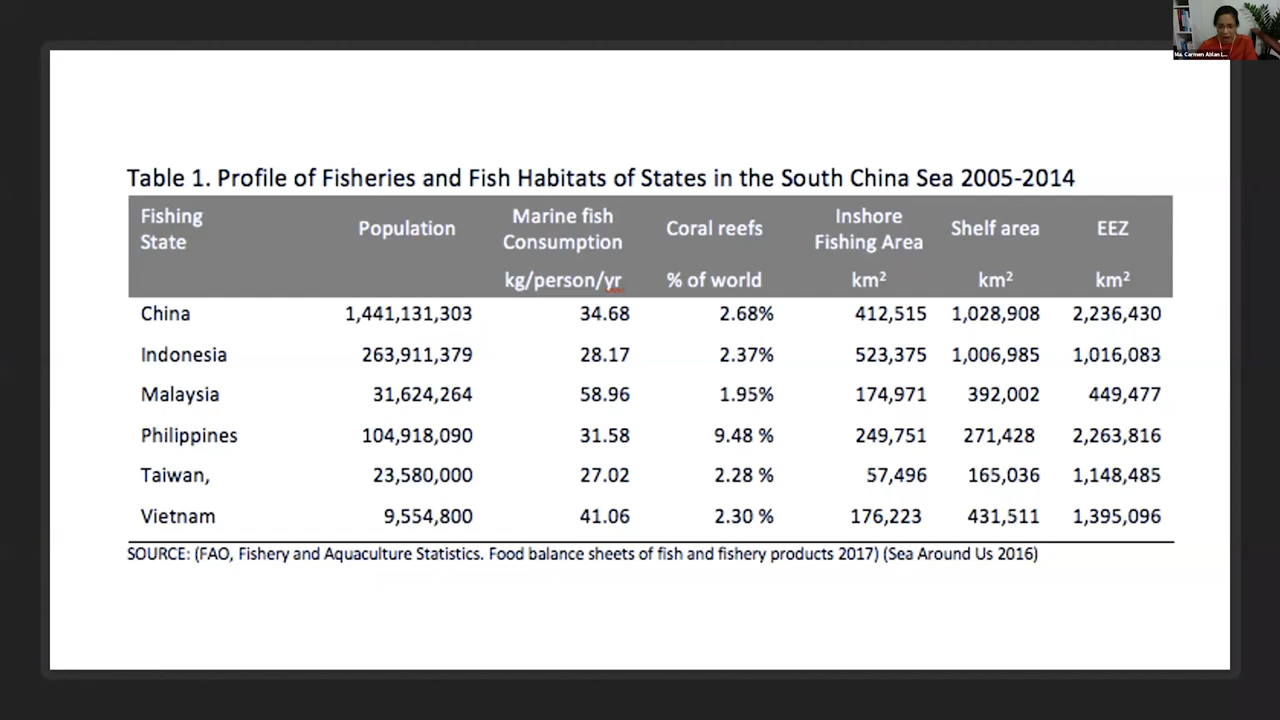 Ma. Carmen Ablan L...
Table 1. Profile of Fisheries and Fish Habitats of States in the South China Sea 2005-2014
Fishing State Population Marine fish Consumption Coral reefs Inshore Fishing Area Shelf area EEZ
kg/person/yr % of world km² km² km²
China 1,441,131,303 34.68 2.68% 412,515 1,028,908 2,236,430
Indonesia 263,911,379 28.17 2.37% 523,375 1,006,985 1,016,083
Malaysia 31,624,264 58.96 1.95% 174,971 392,002 449,477
Philippines 104,918,090 31.58 9.48 % 249,751 271,428 2,263,816
Taiwan, 23,580,000 27.02 2.28 % 57,496 165,036 1,148,485
Vietnam 9,554,800 41.06 2.30 % 176,223 431,511 1,395,096
SOURCE: (FAO, Fishery and Aquaculture Statistics. Food balance sheets of fish and fishery products 2017) (Sea Around Us 2016)